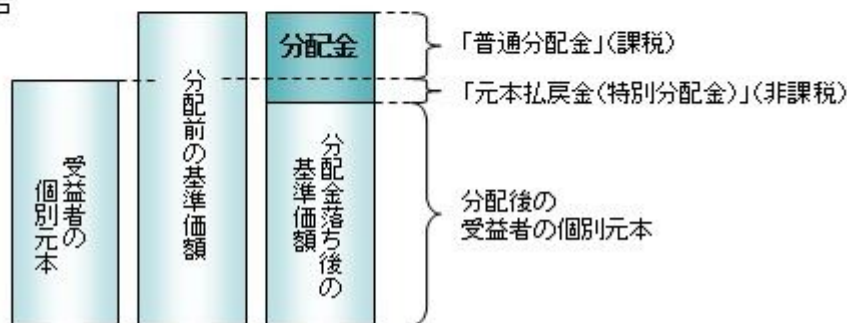 受益者の
個別元本
分配前の基準価額
分配金
分配金落ち後の
基準価額
「普通分配金」(課税)
「元本払戻金(特別分配金)」(非課税)
分配後の
受益者の個別元本